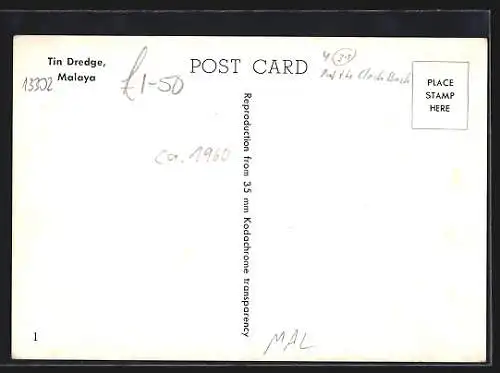 Tin Dredge,
Malaya
13302
£1-50
POST CARD
PLACE
STAMP
HERE
ca. 1960
Reproduction from 35 mm Kodachrome transparency
1
MAL